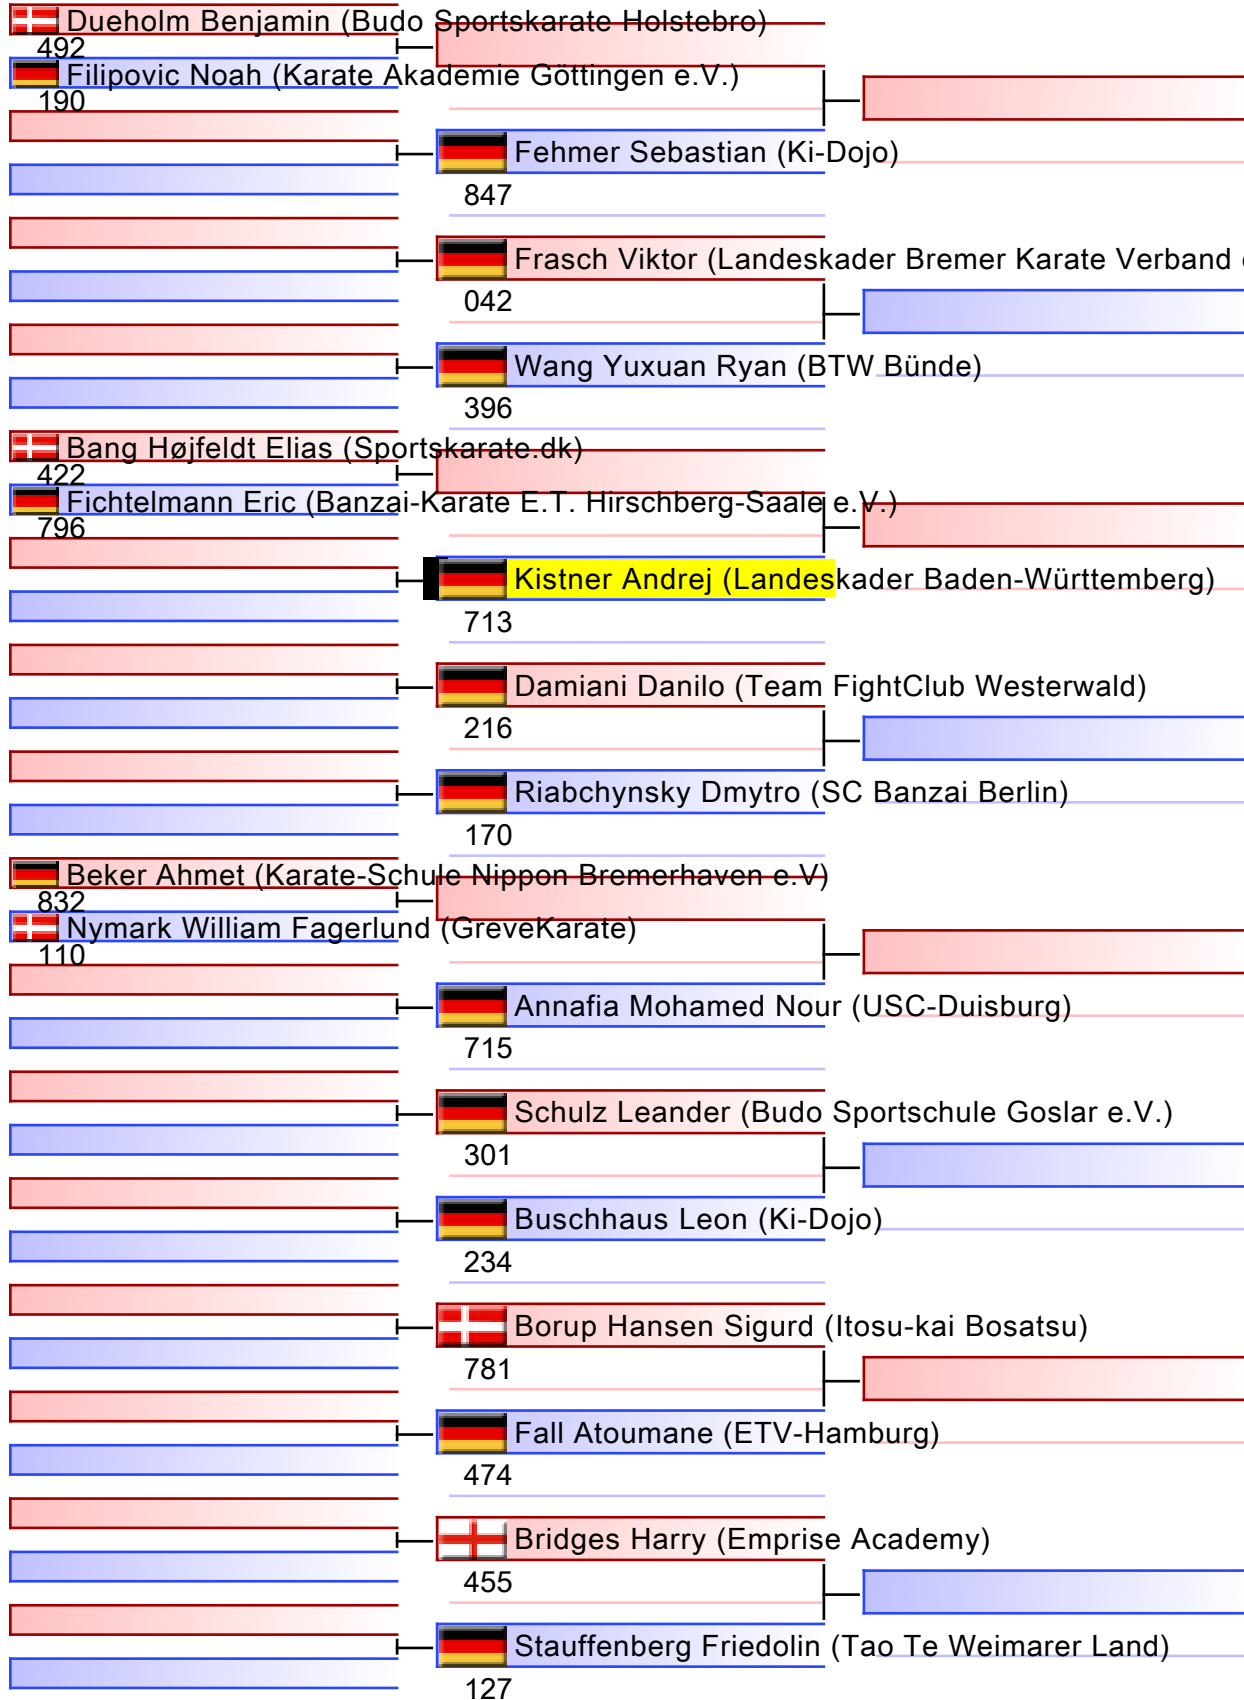 Dueholm Benjamin (Budo Sportskarate Holstebro)
492
Filipovic Noah (Karate Akademie Göttingen e.V.)
190
Fehmer Sebastian (Ki-Dojo)
847
Frasch Viktor (Landeskader Bremer Karate Verband
042
Wang Yuxuan Ryan (BTW Bünde)
396
Bang Højfeldt Elias (Sportskarate.dk)
422
Fichtelmann Eric (Banzai-Karate E.T. Hirschberg-Saale e.V.)
796
Kistner Andrej (Landeskader Baden-Württemberg)
713
Damiani Danilo (Team FightClub Westerwald)
216
Riabchynsky Dmytro (SC Banzai Berlin)
170
Beker Ahmet (Karate-Schule Nippon Bremerhaven e.V)
832
Nymark William Fagerlund (GreveKarate)
110
Annafia Mohamed Nour (USC-Duisburg)
715
Schulz Leander (Budo Sportschule Goslar e.V.)
301
Buschhaus Leon (Ki-Dojo)
234
Borup Hansen Sigurd (Itosu-kai Bosatsu)
781
Fall Atoumane (ETV-Hamburg)
474
Bridges Harry (Emprise Academy)
455
Stauffenberg Friedolin (Tao Te Weimarer Land)
127